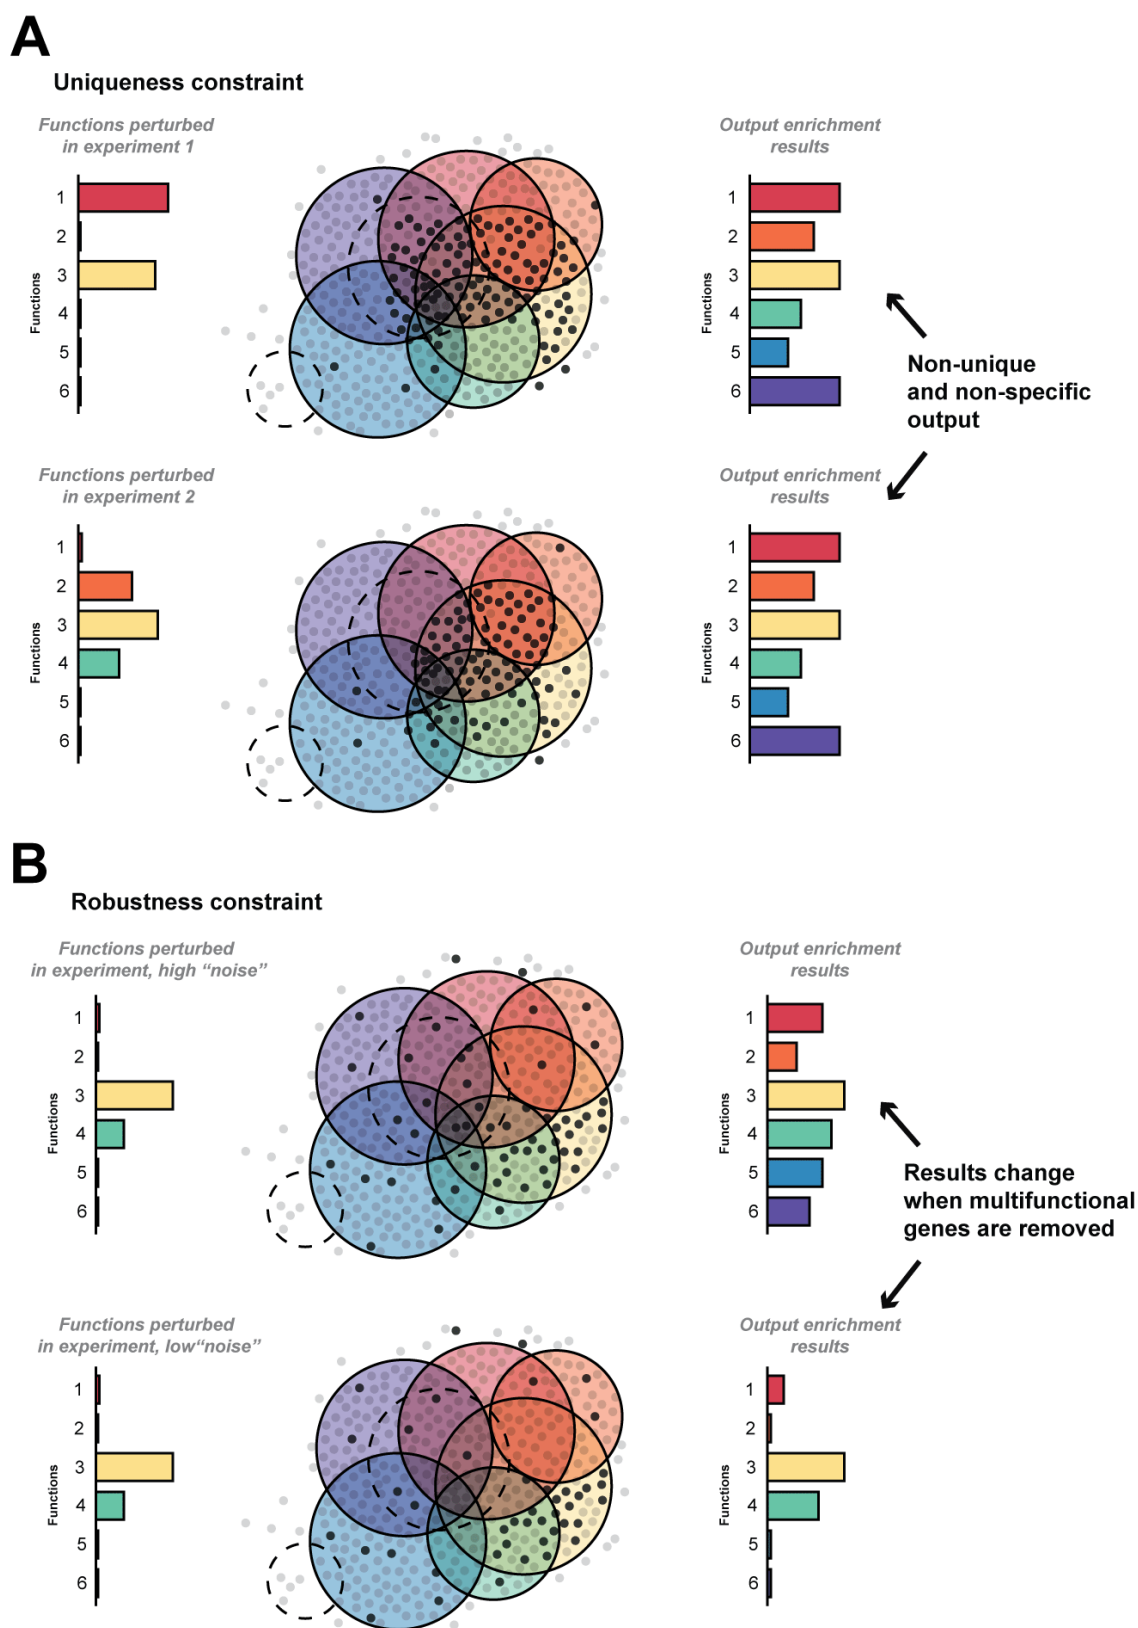 A
Uniqueness constraint
Functions perturbed
in experiment 1
Output enrichment
results
Functions
1
2
3
4
5
6
Functions
1
2
3
4
5
6
Non-unique
and non-specific
output
Functions perturbed
in experiment 2
Output enrichment
results
Functions
1
2
3
4
5
6
Functions
1
2
3
4
5
6
B
Robustness constraint
Functions perturbed
in experiment, high “noise”
Output enrichment
results
Functions
1
2
3
4
5
6
Functions
1
2
3
4
5
6
Results change
when multifunctional
genes are removed
Functions perturbed
in experiment, low“noise”
Output enrichment
results
Functions
1
2
3
4
5
6
Functions
1
2
3
4
5
6